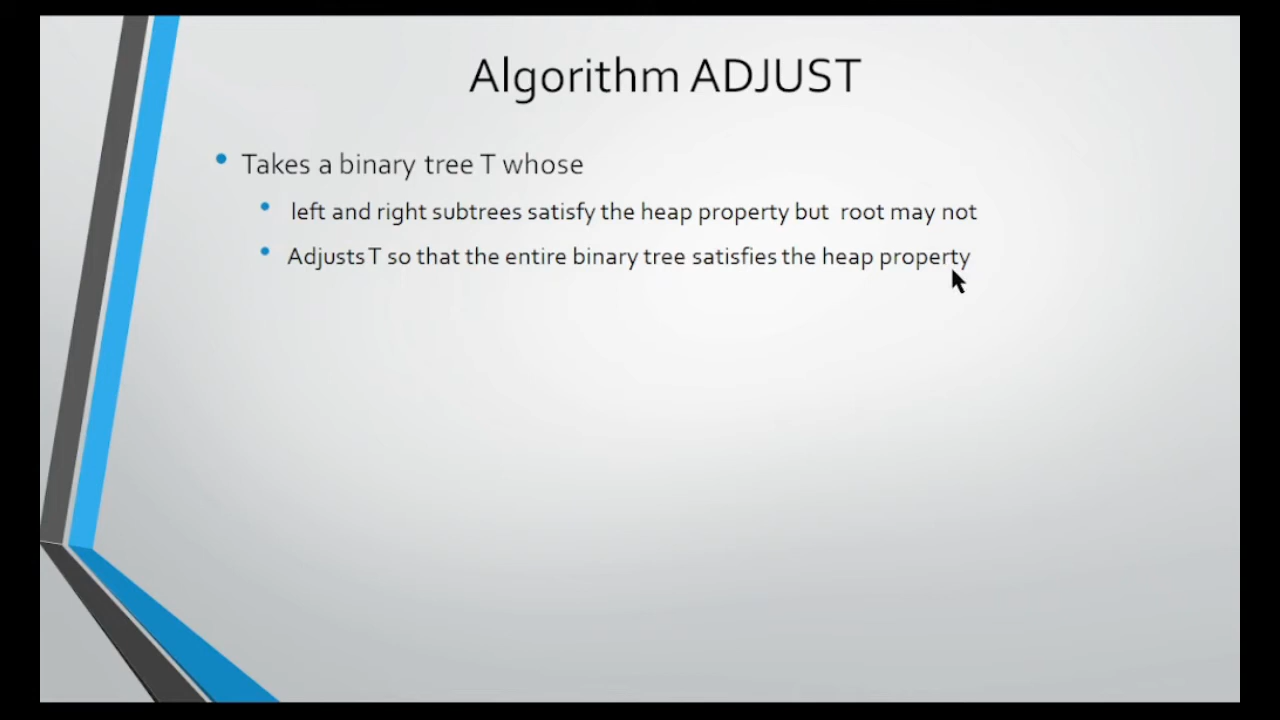 Algorithm ADJUST
• Takes a binary tree T whose
• left and right subtrees satisfy the heap property but root may not
• Adjusts T so that the entire binary tree satisfies the heap property